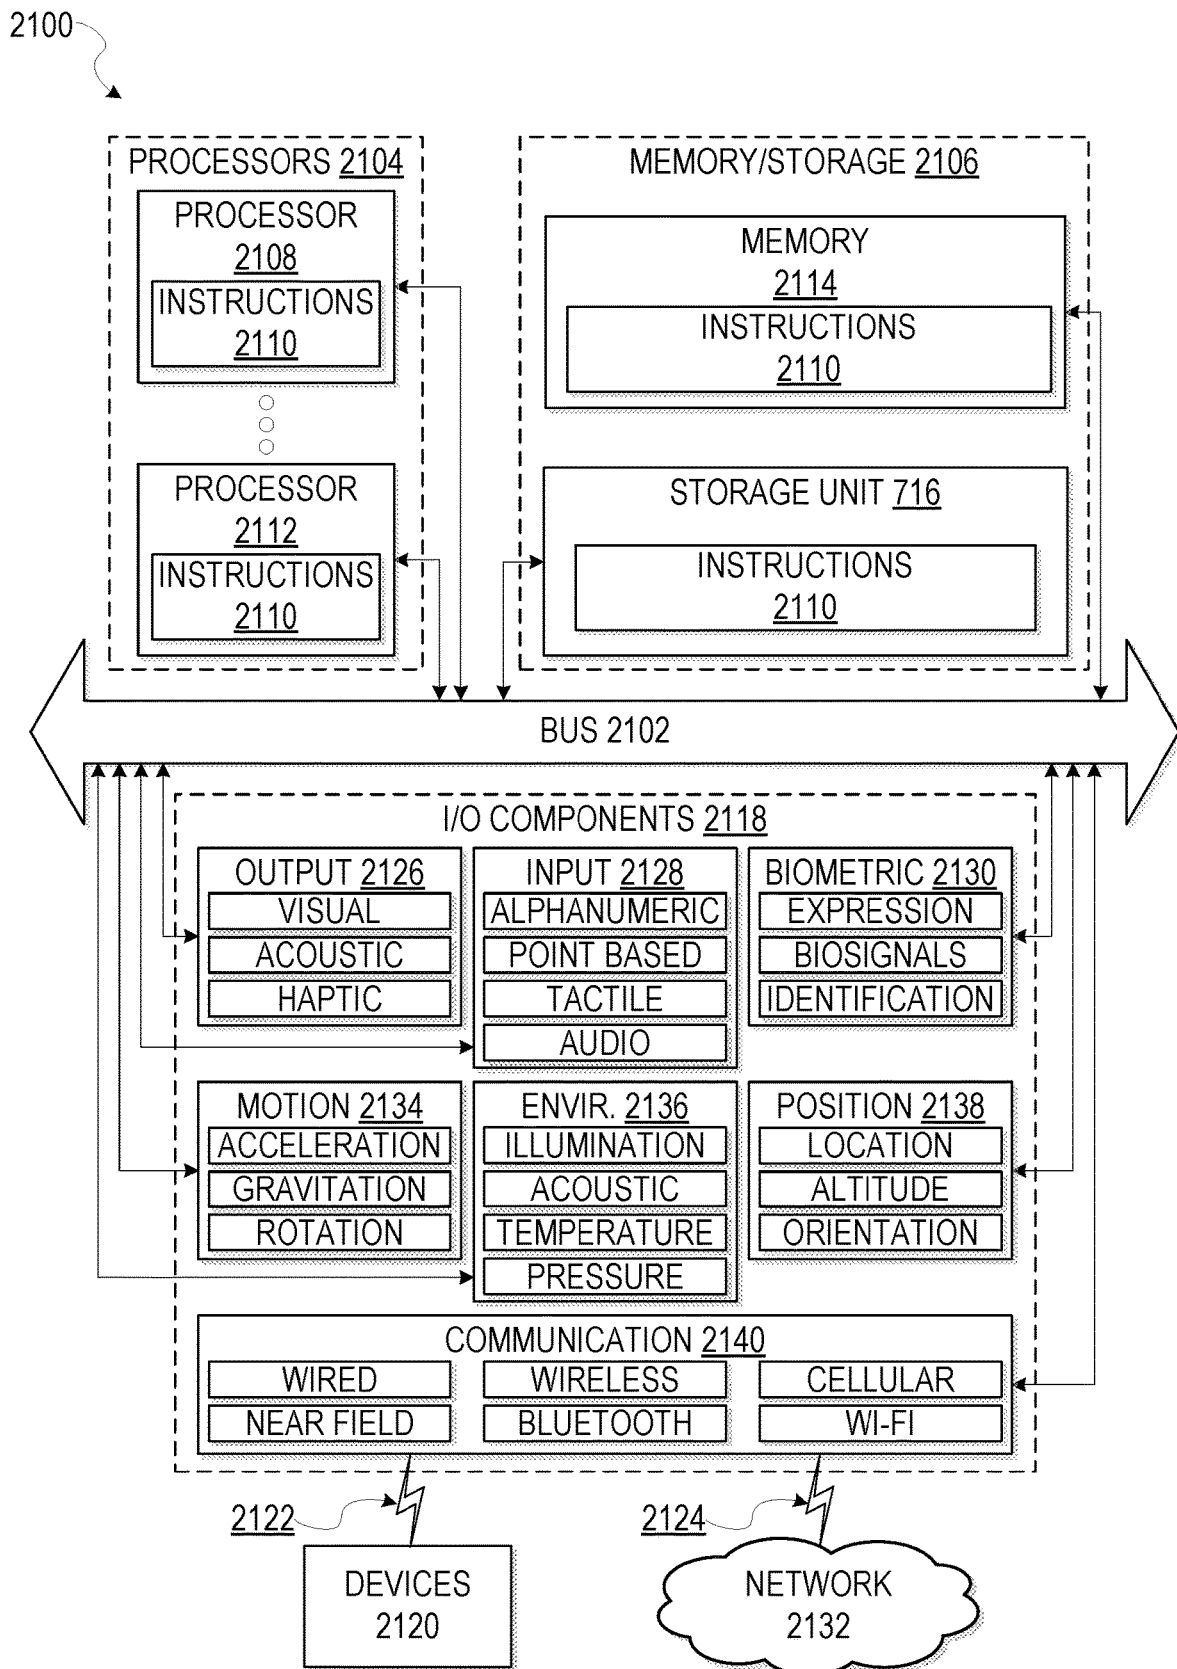 2100
PROCESSORS 2104
PROCESSOR
2108
INSTRUCTIONS
2110
PROCESSOR
2112
INSTRUCTIONS
2110
MEMORY/STORAGE 2106
MEMORY
2114
INSTRUCTIONS
2110
STORAGE UNIT 716
INSTRUCTIONS
2110
BUS 2102
I/O COMPONENTS 2118
OUTPUT 2126
VISUAL
ACOUSTIC
HAPTIC
INPUT 2128
ALPHANUMERIC
POINT BASED
TACTILE
AUDIO
BIOMETRIC 2130
EXPRESSION
BIOSIGNALS
IDENTIFICATION
MOTION 2134
ACCELERATION
GRAVITATION
ROTATION
ENVIR. 2136
ILLUMINATION
ACOUSTIC
TEMPERATURE
PRESSURE
POSITION 2138
LOCATION
ALTITUDE
ORIENTATION
COMMUNICATION 2140
WIRED
WIRELESS
CELLULAR
NEAR FIELD
BLUETOOTH
WI-FI
2122
2124
DEVICES
2120
NETWORK
2132